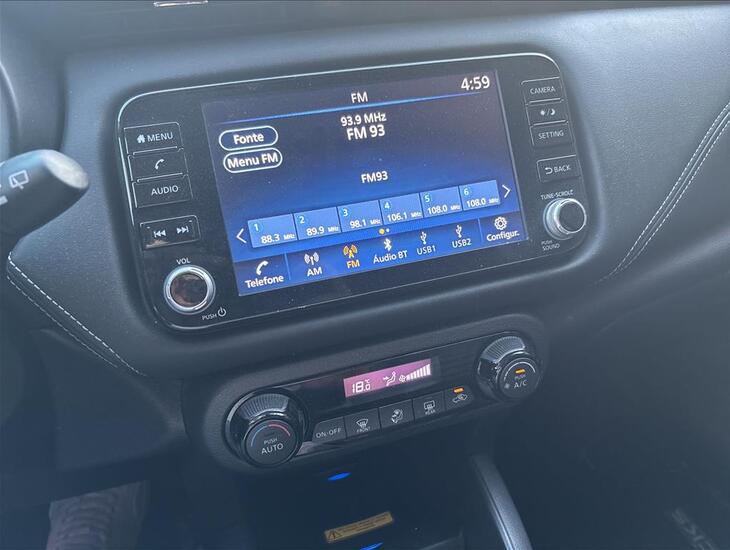 FM
4:59
93.9 MHz
FM 93
Fonte
Menu FM
FM93
1 88.3 MHz
2 89.9 MHz
3 98.1 MHz
4 106.1 MHz
5 108.0 MHz
6 108.0 MHz
Telefone
AM
FM
Áudio BT
USB1
USB2
Configur.
MENU
AUDIO
VOL
PUSH
CAMERA
SETTING
BACK
TUNE·SCROLL
PUSH
SOUND
18.0°C
PUSH
AUTO
ON·OFF
FRONT
REAR
PUSH
A/C